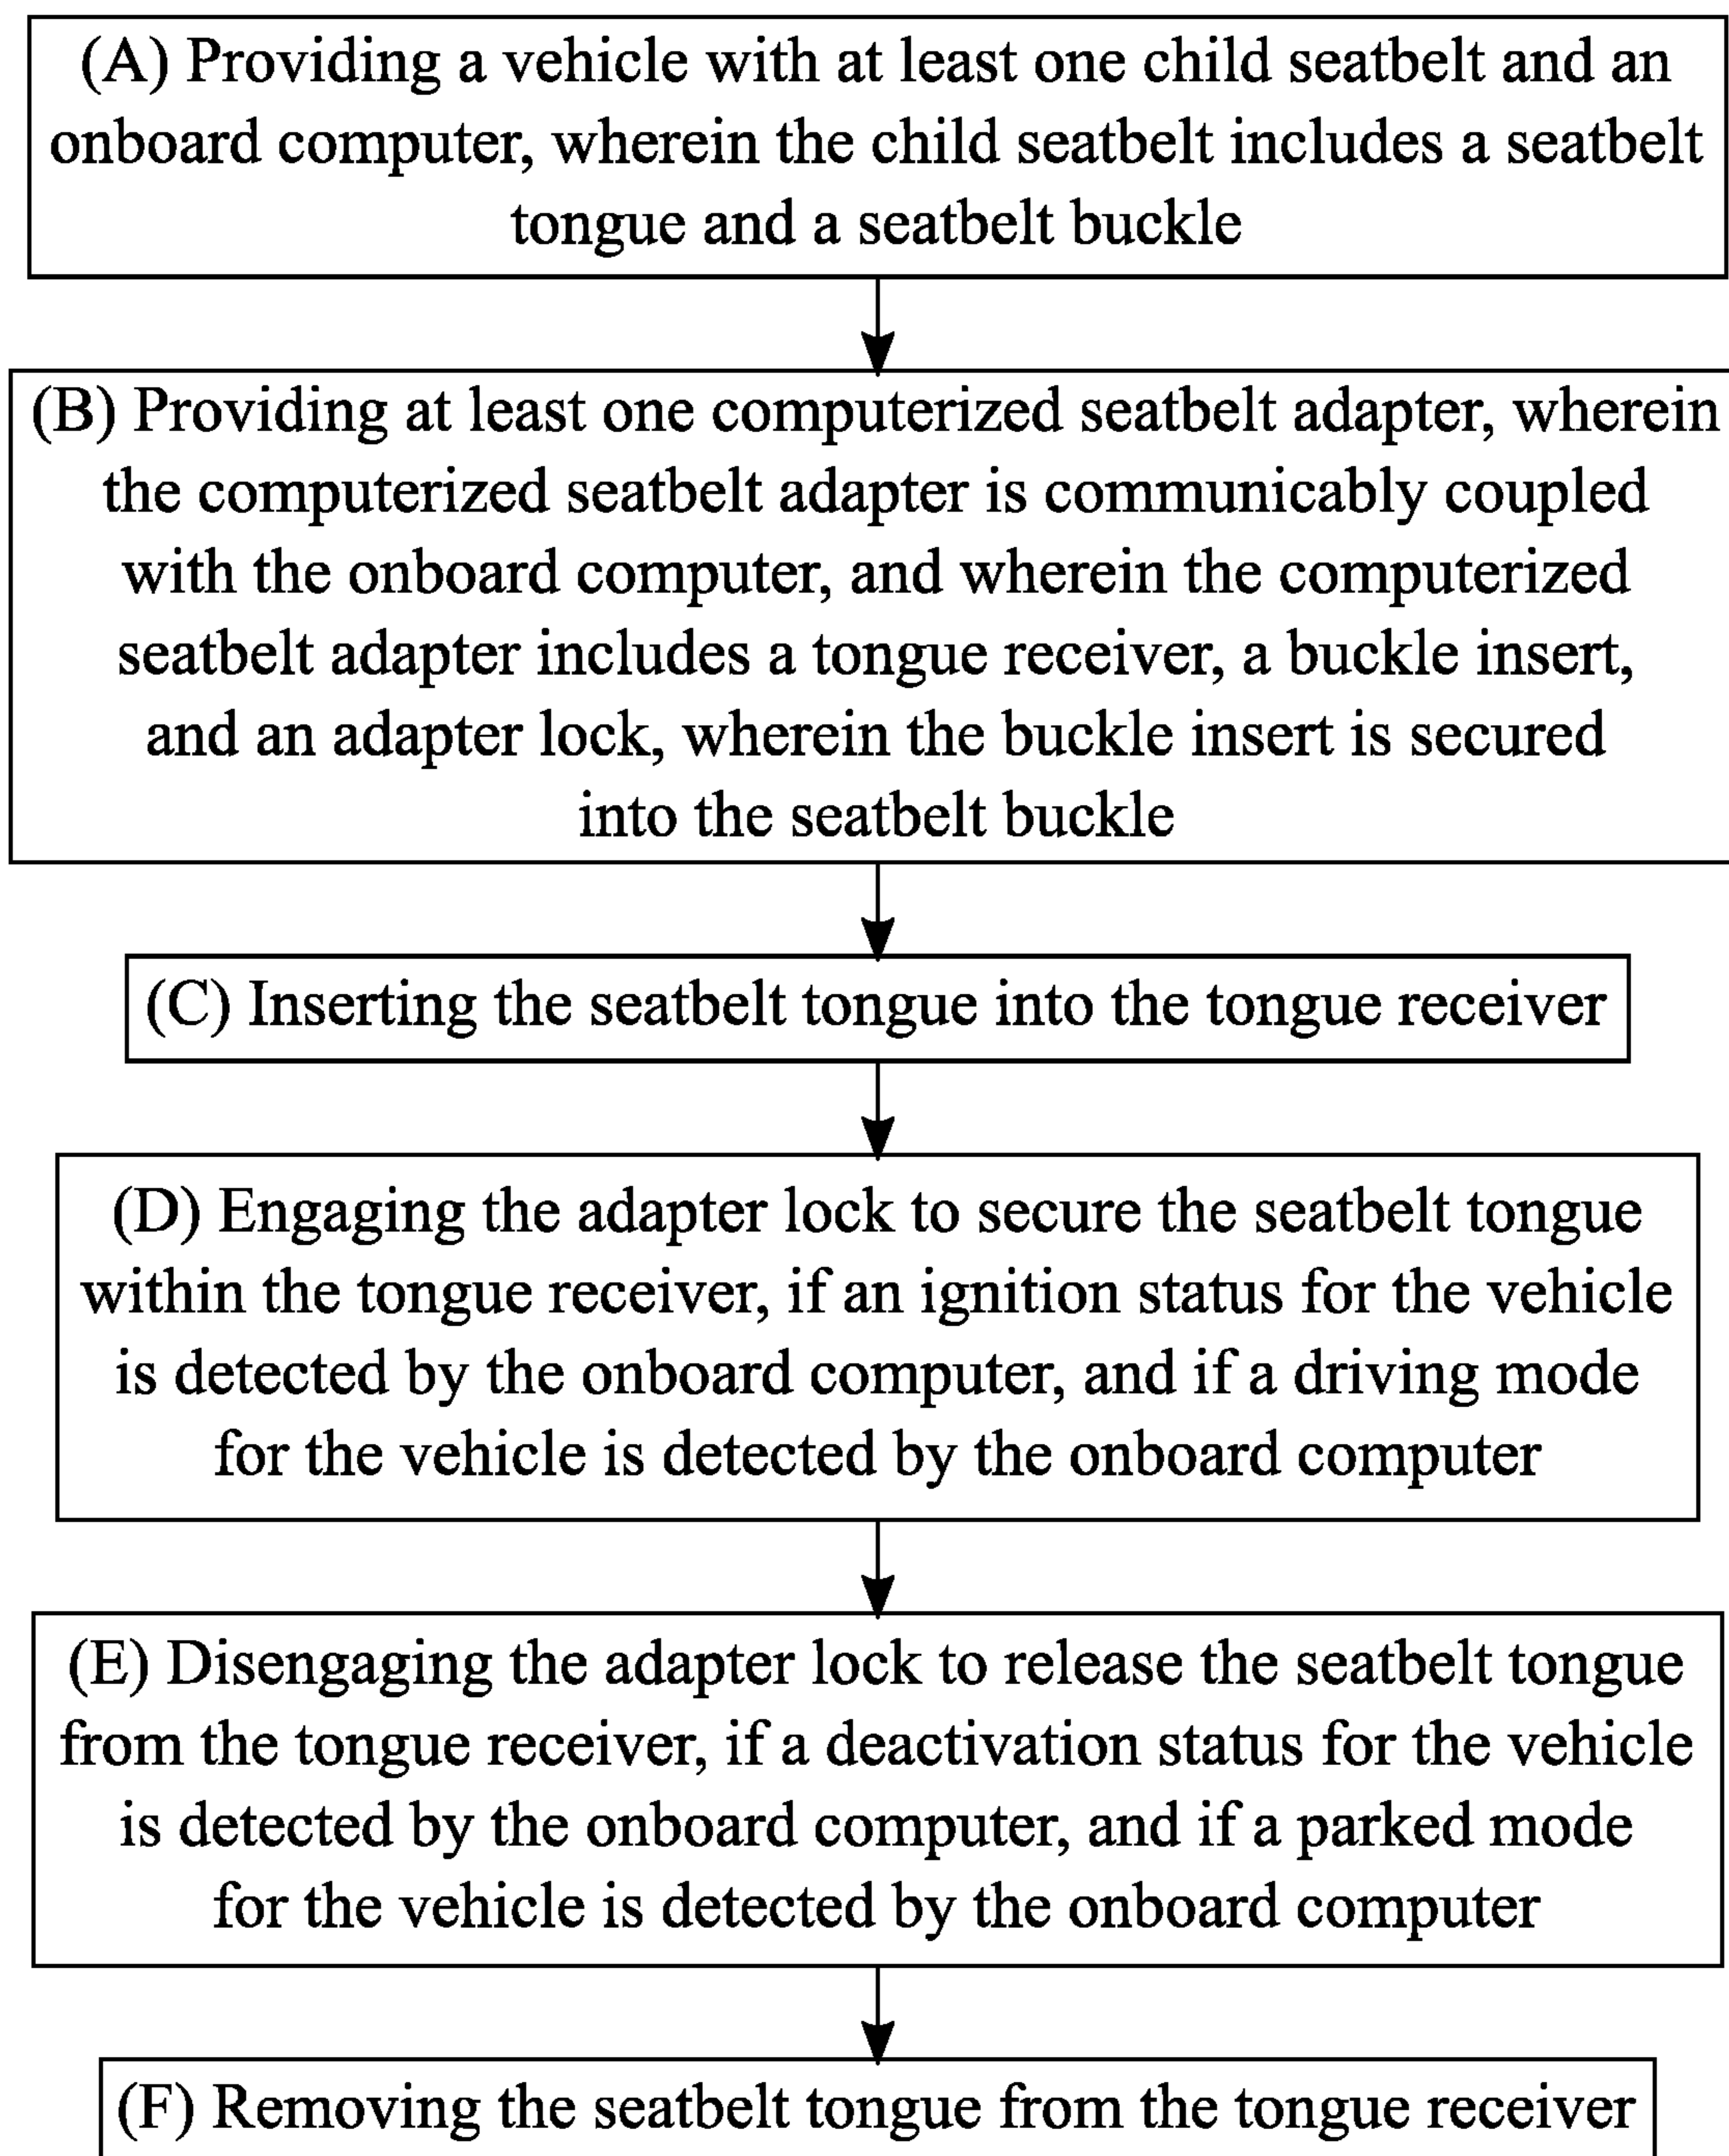 (A) Providing a vehicle with at least one child seatbelt and an
onboard computer, wherein the child seatbelt includes a seatbelt
tongue and a seatbelt buckle
(B) Providing at least one computerized seatbelt adapter, wherein
the computerized seatbelt adapter is communicably coupled
with the onboard computer, and wherein the computerized
seatbelt adapter includes a tongue receiver, a buckle insert,
and an adapter lock, wherein the buckle insert is secured
into the seatbelt buckle
(C) Inserting the seatbelt tongue into the tongue receiver
(D) Engaging the adapter lock to secure the seatbelt tongue
within the tongue receiver, if an ignition status for the vehicle
is detected by the onboard computer, and if a driving mode
for the vehicle is detected by the onboard computer
(E) Disengaging the adapter lock to release the seatbelt tongue
from the tongue receiver, if a deactivation status for the vehicle
is detected by the onboard computer, and if a parked mode
for the vehicle is detected by the onboard computer
(F) Removing the seatbelt tongue from the tongue receiver